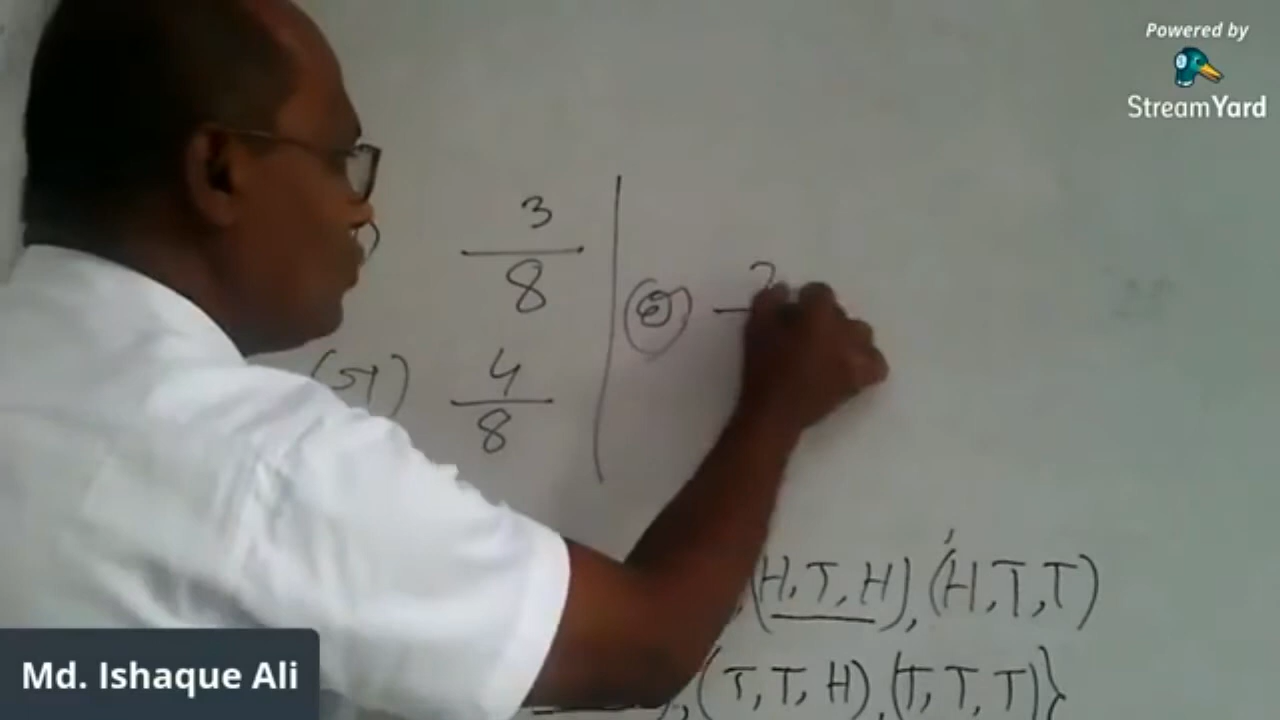 Powered by
StreamYard
3
8
4
8
(H, T, H), (H, T, T)
(T, T, H), (T, T, T)}
Md. Ishaque Ali